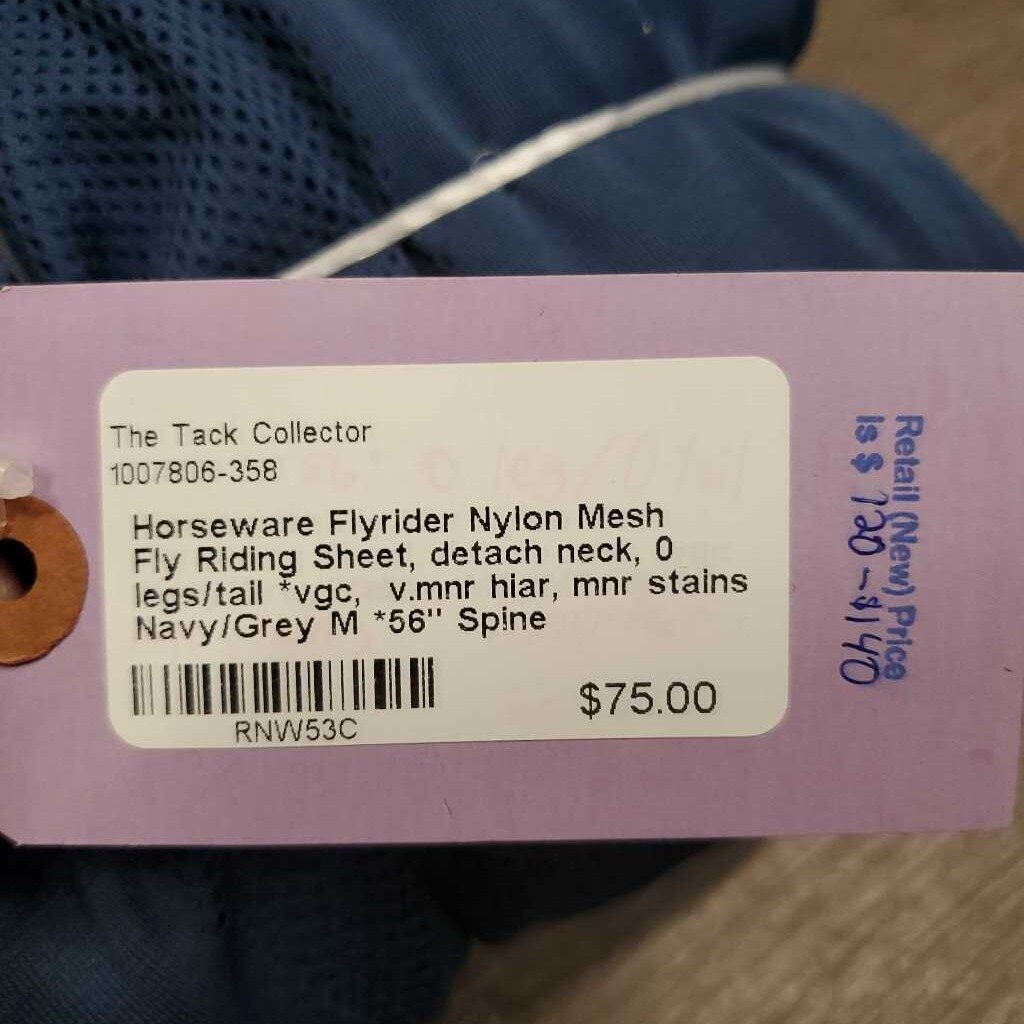 The Tack Collector
1007806-358
Horseware Flyrider Nylon Mesh
Fly Riding Sheet, detach neck, 0
legs/tail *vgc, v.mnr hiar, mnr stains
Navy/Grey M *56" Spine
RNW53C
$75.00
Retail (New) Price
Is $ 120 - $140